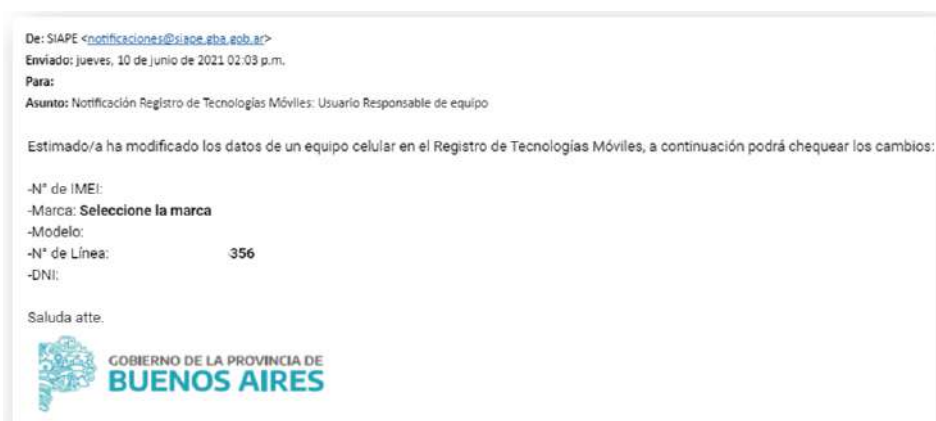 De: SIAPE <notificaciones@siape.gba.gob.ar>
Enviado: jueves, 10 de junio de 2021 02:03 p.m.
Para:
Asunto: Notificación Registro de Tecnologías Móviles: Usuario Responsable de equipo
Estimado/a ha modificado los datos de un equipo celular en el Registro de Tecnologías Móviles, a continuación podrá chequear los cambios:
-N° de IMEI:
-Marca: Seleccione la marca
-Modelo:
-N° de Línea: 356
-DNI:
Saluda atte.
GOBIERNO DE LA PROVINCIA DE
BUENOS AIRES